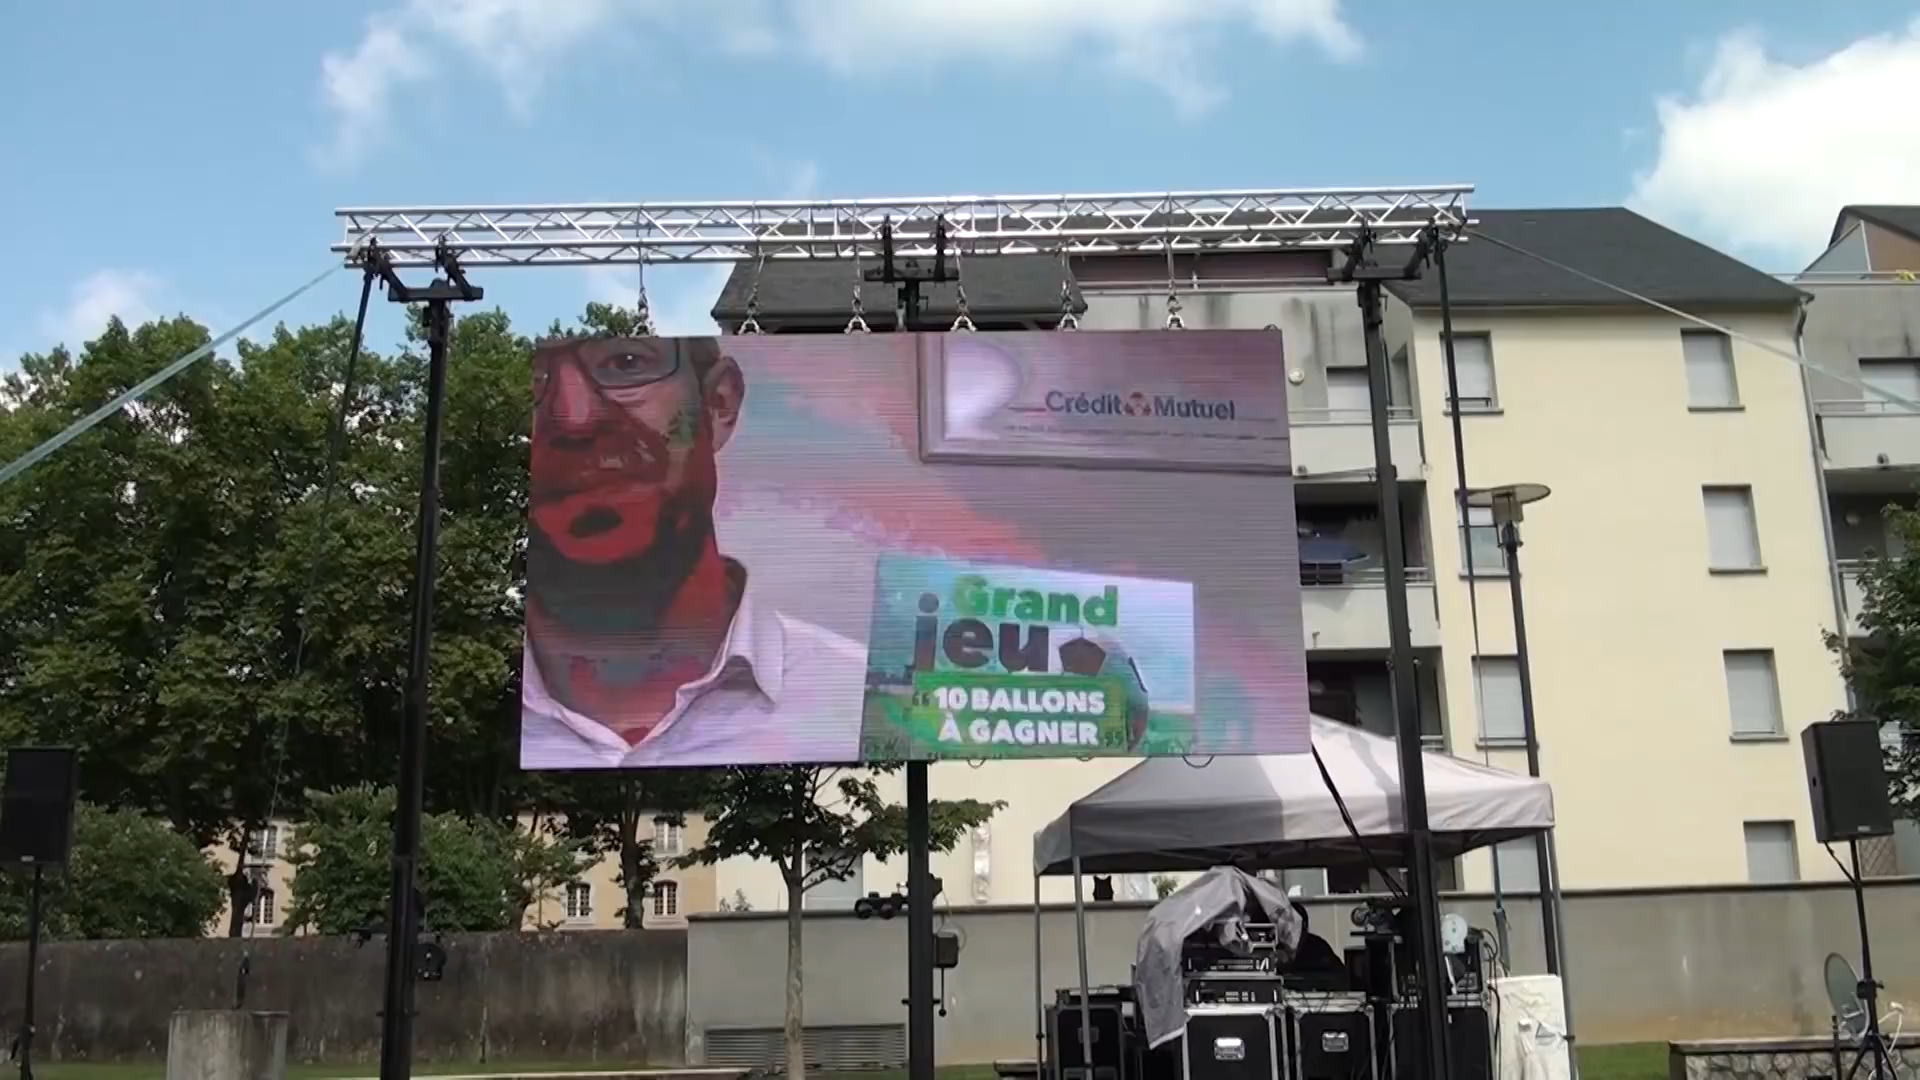 Crédit Mutuel
Grand
jeu
“10 BALLONS
À GAGNER”